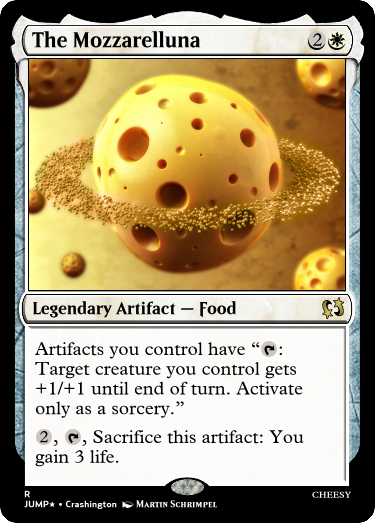 The Mozzarelluna 2
Legendary Artifact — Food
Artifacts you control have “ :
Target creature you control gets
+1/+1 until end of turn. Activate
only as a sorcery.”
2, , Sacrifice this artifact: You
gain 3 life.
R
JUMP★ • Crashington Martin Schrimpel
CHEESY